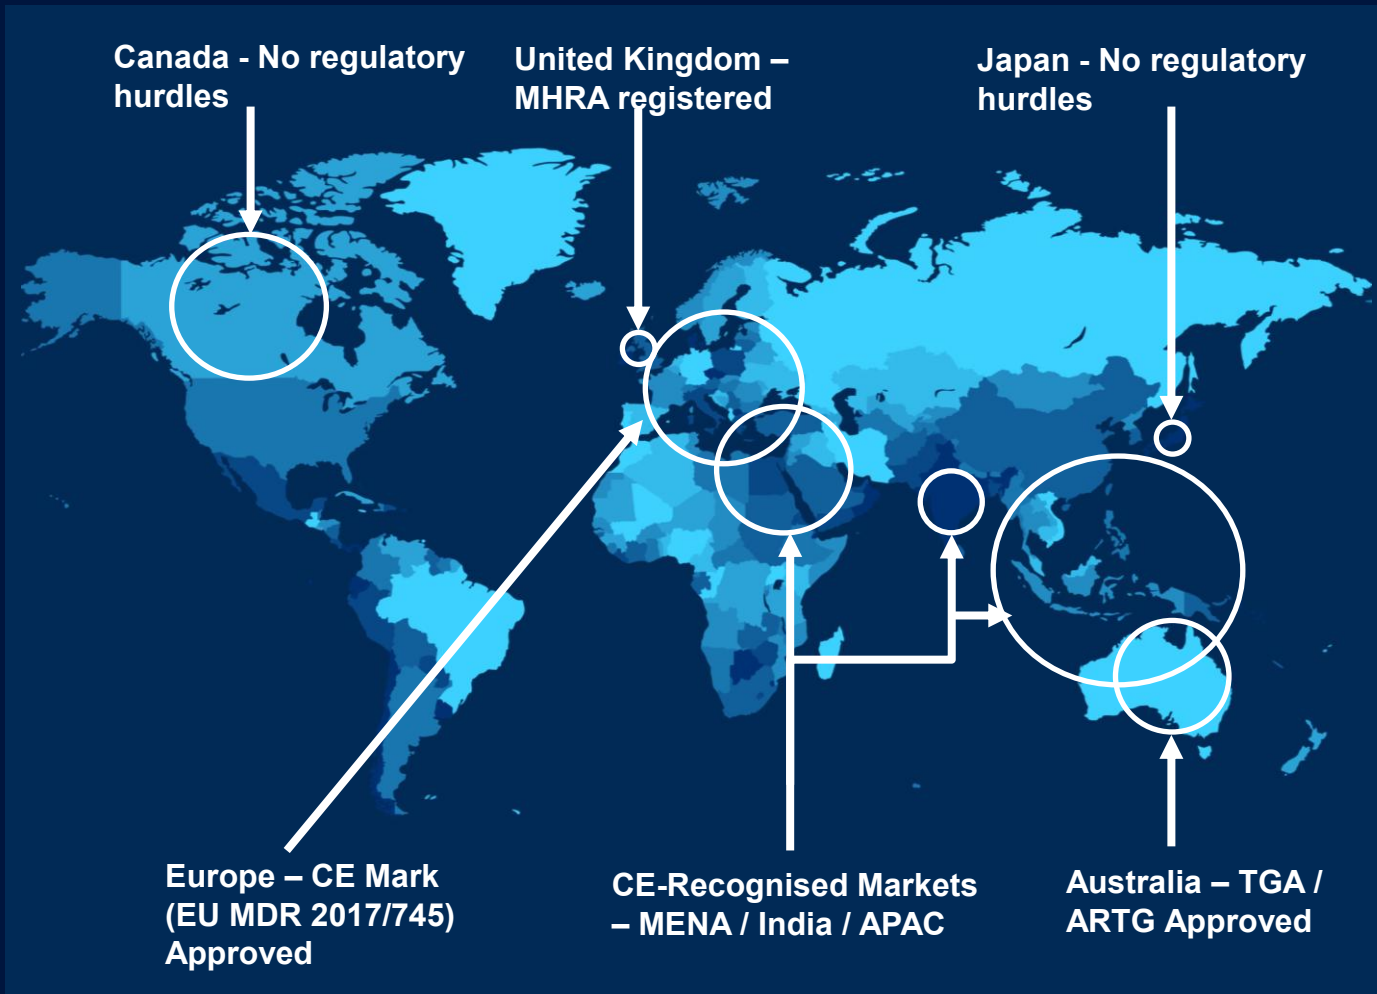 Canada - No regulatory
hurdles
United Kingdom –
MHRA registered
Japan - No regulatory
hurdles
Europe – CE Mark
(EU MDR 2017/745)
Approved
CE-Recognised Markets
– MENA / India / APAC
Australia – TGA /
ARTG Approved